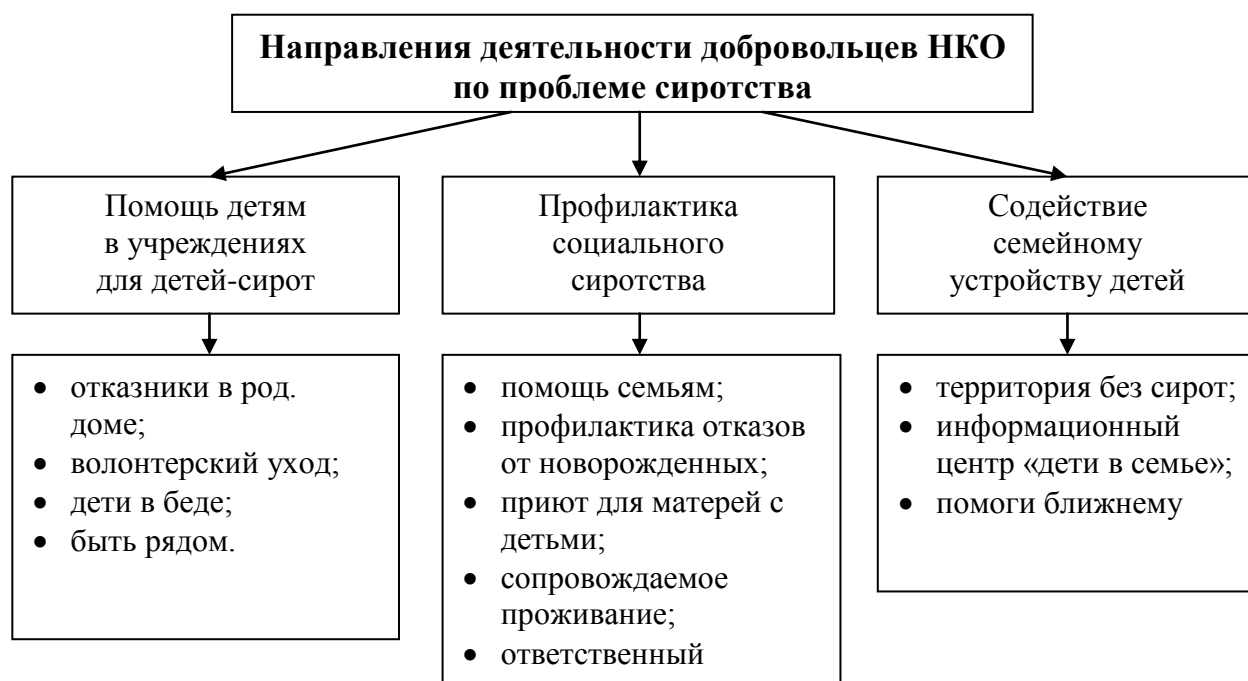 Направления деятельности добровольцев НКО
по проблеме сиротства
Помощь детям
в учреждениях
для детей-сирот
Профилактика
социального
сиротства
Содействие
семейному
устройству детей
• отказники в род.
доме;
• волонтерский уход;
• дети в беде;
• быть рядом.
• помощь семьям;
• профилактика отказов
от новорожденных;
• приют для матерей с
детьми;
• сопровождаемое
проживание;
• ответственный
• территория без сирот;
• информационный
центр «дети в семье»;
• помоги ближнему